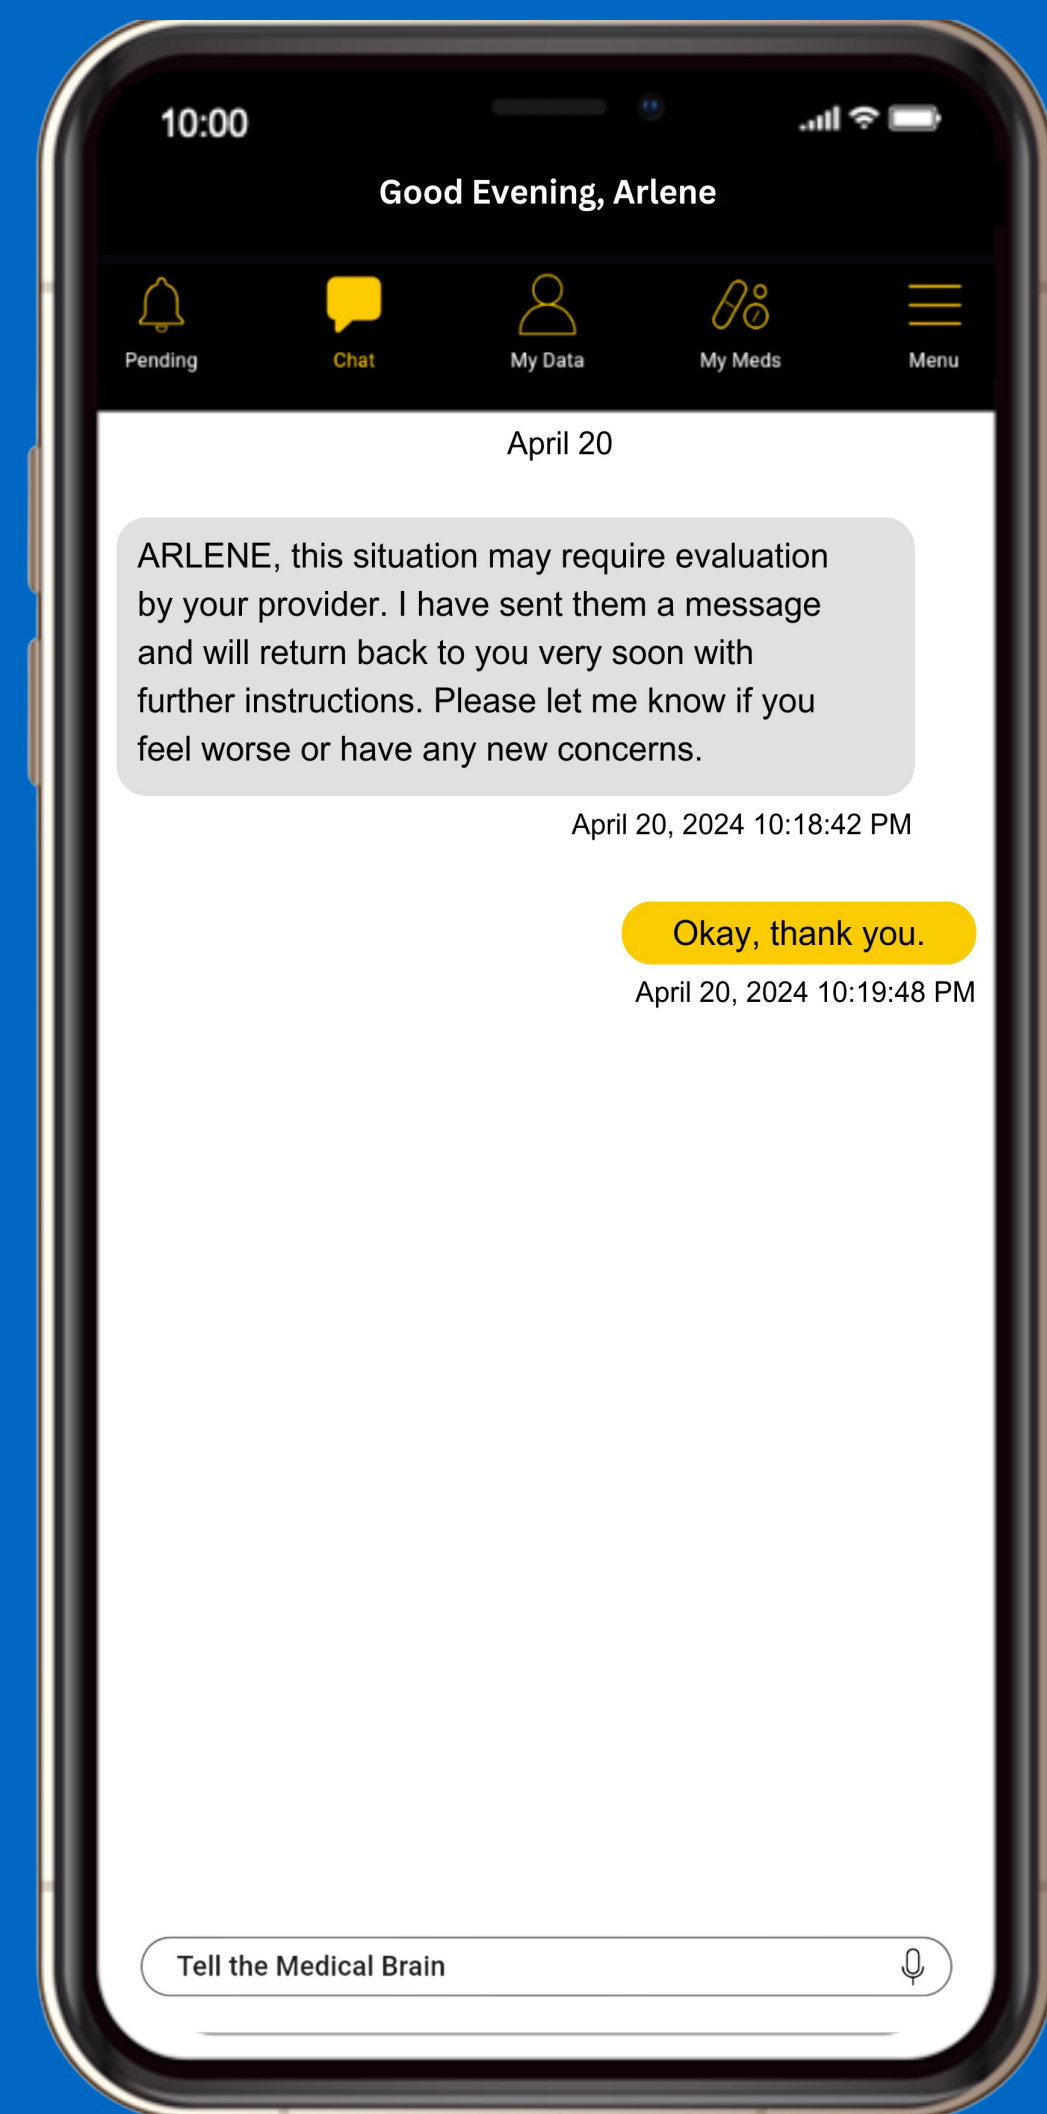 10:00
Good Evening, Arlene
Pending Chat My Data My Meds Menu
April 20
ARLENE, this situation may require evaluation
by your provider. I have sent them a message
and will return back to you very soon with
further instructions. Please let me know if you
feel worse or have any new concerns.
April 20, 2024 10:18:42 PM
Okay, thank you.
April 20, 2024 10:19:48 PM
Tell the Medical Brain